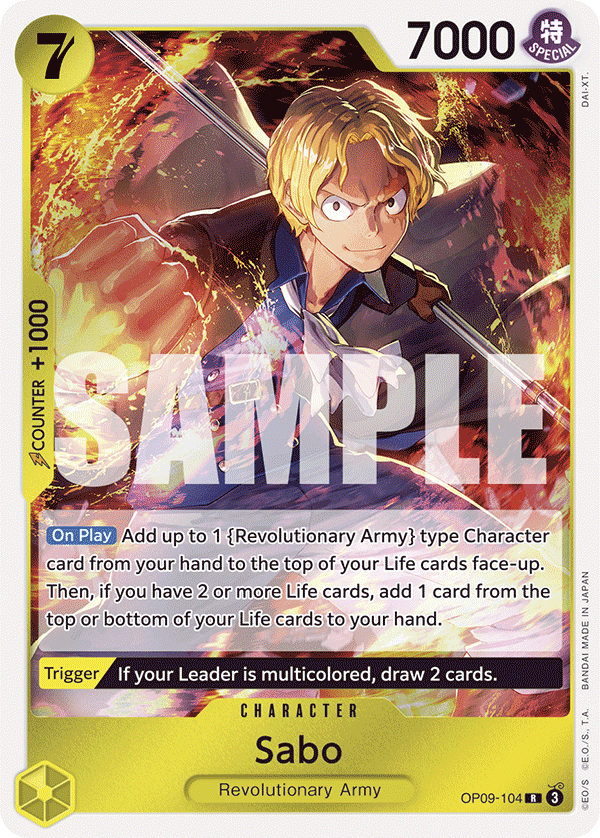 7
7000
特
SPECIAL
DAI-XT.
COUNTER +1000
SAMPLE
On Play Add up to 1 {Revolutionary Army} type Character
card from your hand to the top of your Life cards face-up.
Then, if you have 2 or more Life cards, add 1 card from the
top or bottom of your Life cards to your hand.
Trigger If your Leader is multicolored, draw 2 cards.
CHARACTER
Sabo
Revolutionary Army
OP09-104 R 3
©EO/S ©E.O./S., T.A. BANDAI MADE IN JAPAN